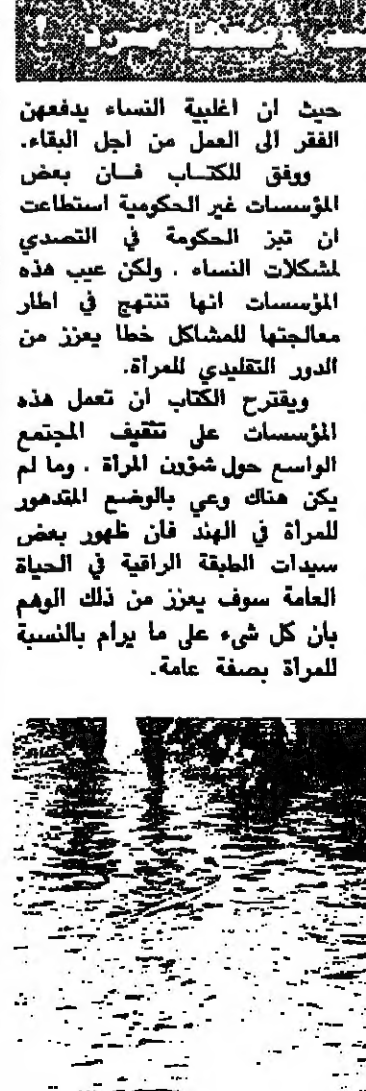 وضعها مترد !
حيث ان اغلبية النساء يدفعهن
الفقر الى العمل من اجل البقاء.
ووفق للكتاب فان بعض
المؤسسات غير الحكومية استطاعت
ان تبز الحكومة في التصدي
لمشكلات النساء . ولكن عيب هذه
المؤسسات انها تنتهج في اطار
معالجتها للمشاكل خطا يعزز من
الدور التقليدي للمرأة.
ويقترح الكتاب ان تعمل هذه
المؤسسات على تثقيف المجتمع
الواسع حول شؤون المرأة . وما لم
يكن هناك وعي بالوضع المتدهور
للمرأة في الهند فان ظهور بعض
سيدات الطبقة الراقية في الحياة
العامة سوف يعزز من ذلك الوهم
بأن كل شيء على ما يرام بالنسبة
للمرأة بصفة عامة.